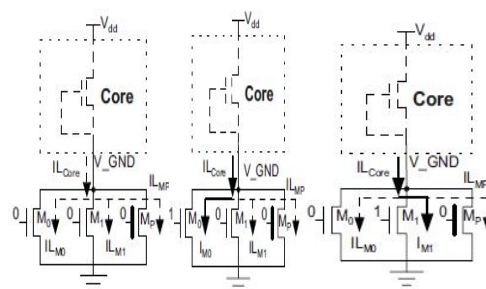 Vdd
Core
ILCore
V_GND
ILMP
0 M0 0 M1 0 MP
ILM0 ILM1
Vdd
Core
ILCore
V_GND
ILMP
1 M0 0 M1 0 MP
IM0 ILM1
Vdd
Core
ILCore
V_GND
ILMP
0 M0 1 M1 0 MP
ILM0 IM1